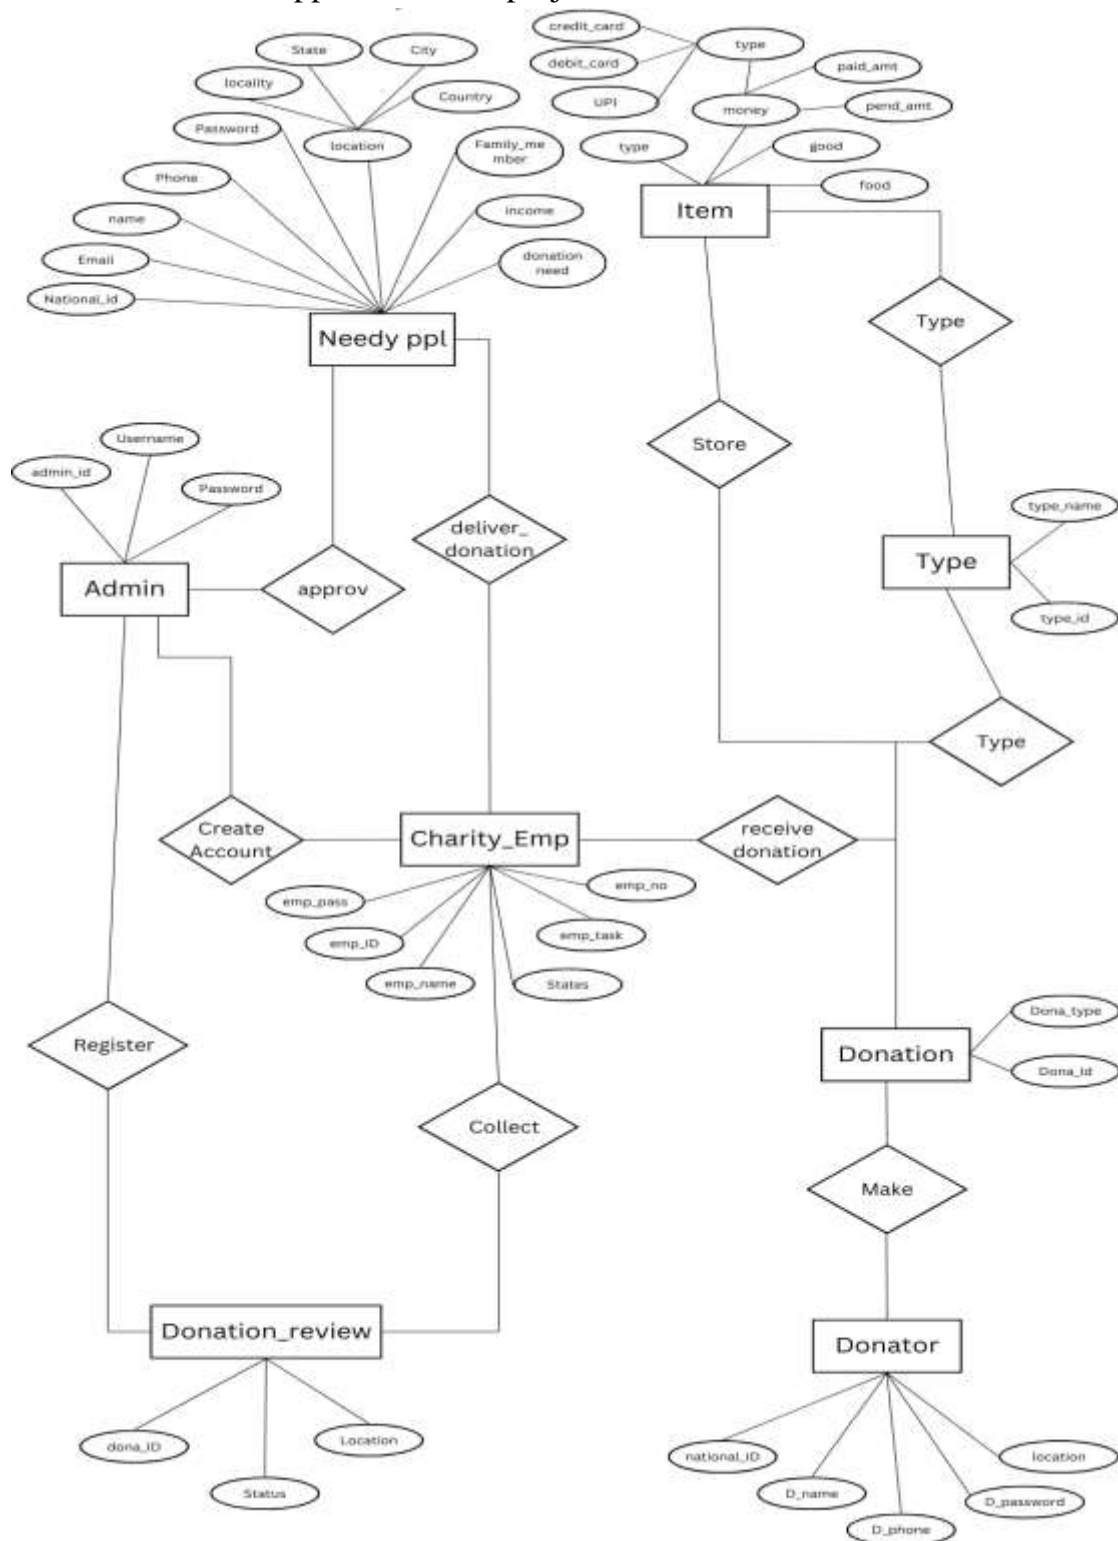 State
City
locality
Country
Password
location
Family_me
mber
Phone
name
income
Email
donation
need
National_id
Needy ppl
credit_card
type
debit_card
paid_amt
UPI
money
pend_amt
type
good
food
Item
Type
Store
Username
admin_id
Password
Admin
approv
deliver_
donation
type_name
Type
type_id
Type
Create
Account
Charity_Emp
receive
donation
emp_pass
emp_no
emp_ID
emp_task
emp_name
States
Register
Collect
Dona_type
Donation
Dona_Id
Make
Donation_review
dona_ID
Location
Status
Donator
national_ID
location
D_name
D_password
D_phone